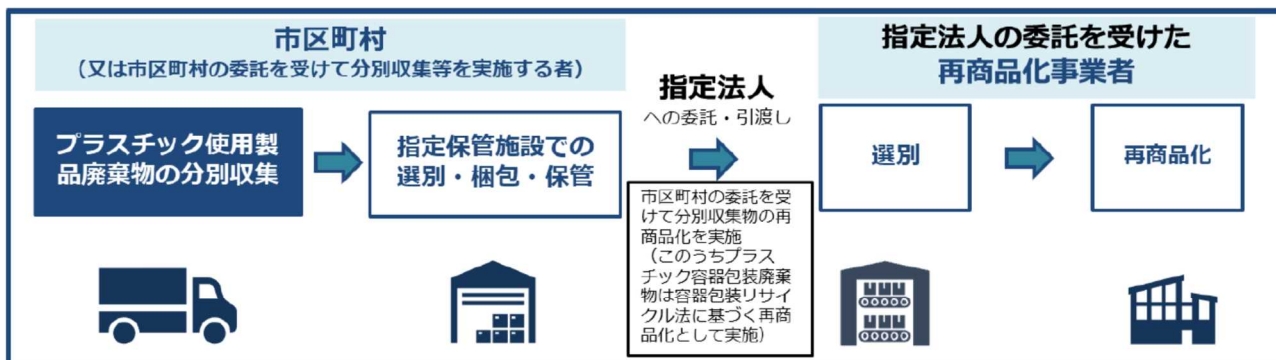 市区町村
（又は市区町村の委託を受けて分別収集等を実施する者）
プラスチック使用製
品廃棄物の分別収集
指定保管施設での
選別・梱包・保管
指定法人
への委託・引渡し
市区町村の委託を受
けて分別収集物の再
商品化を実施
（このうちプラス
チック容器包装廃棄
物は容器包装リサイ
クル法に基づく再商
品化として実施）
指定法人の委託を受けた
再商品化事業者
選別
再商品化